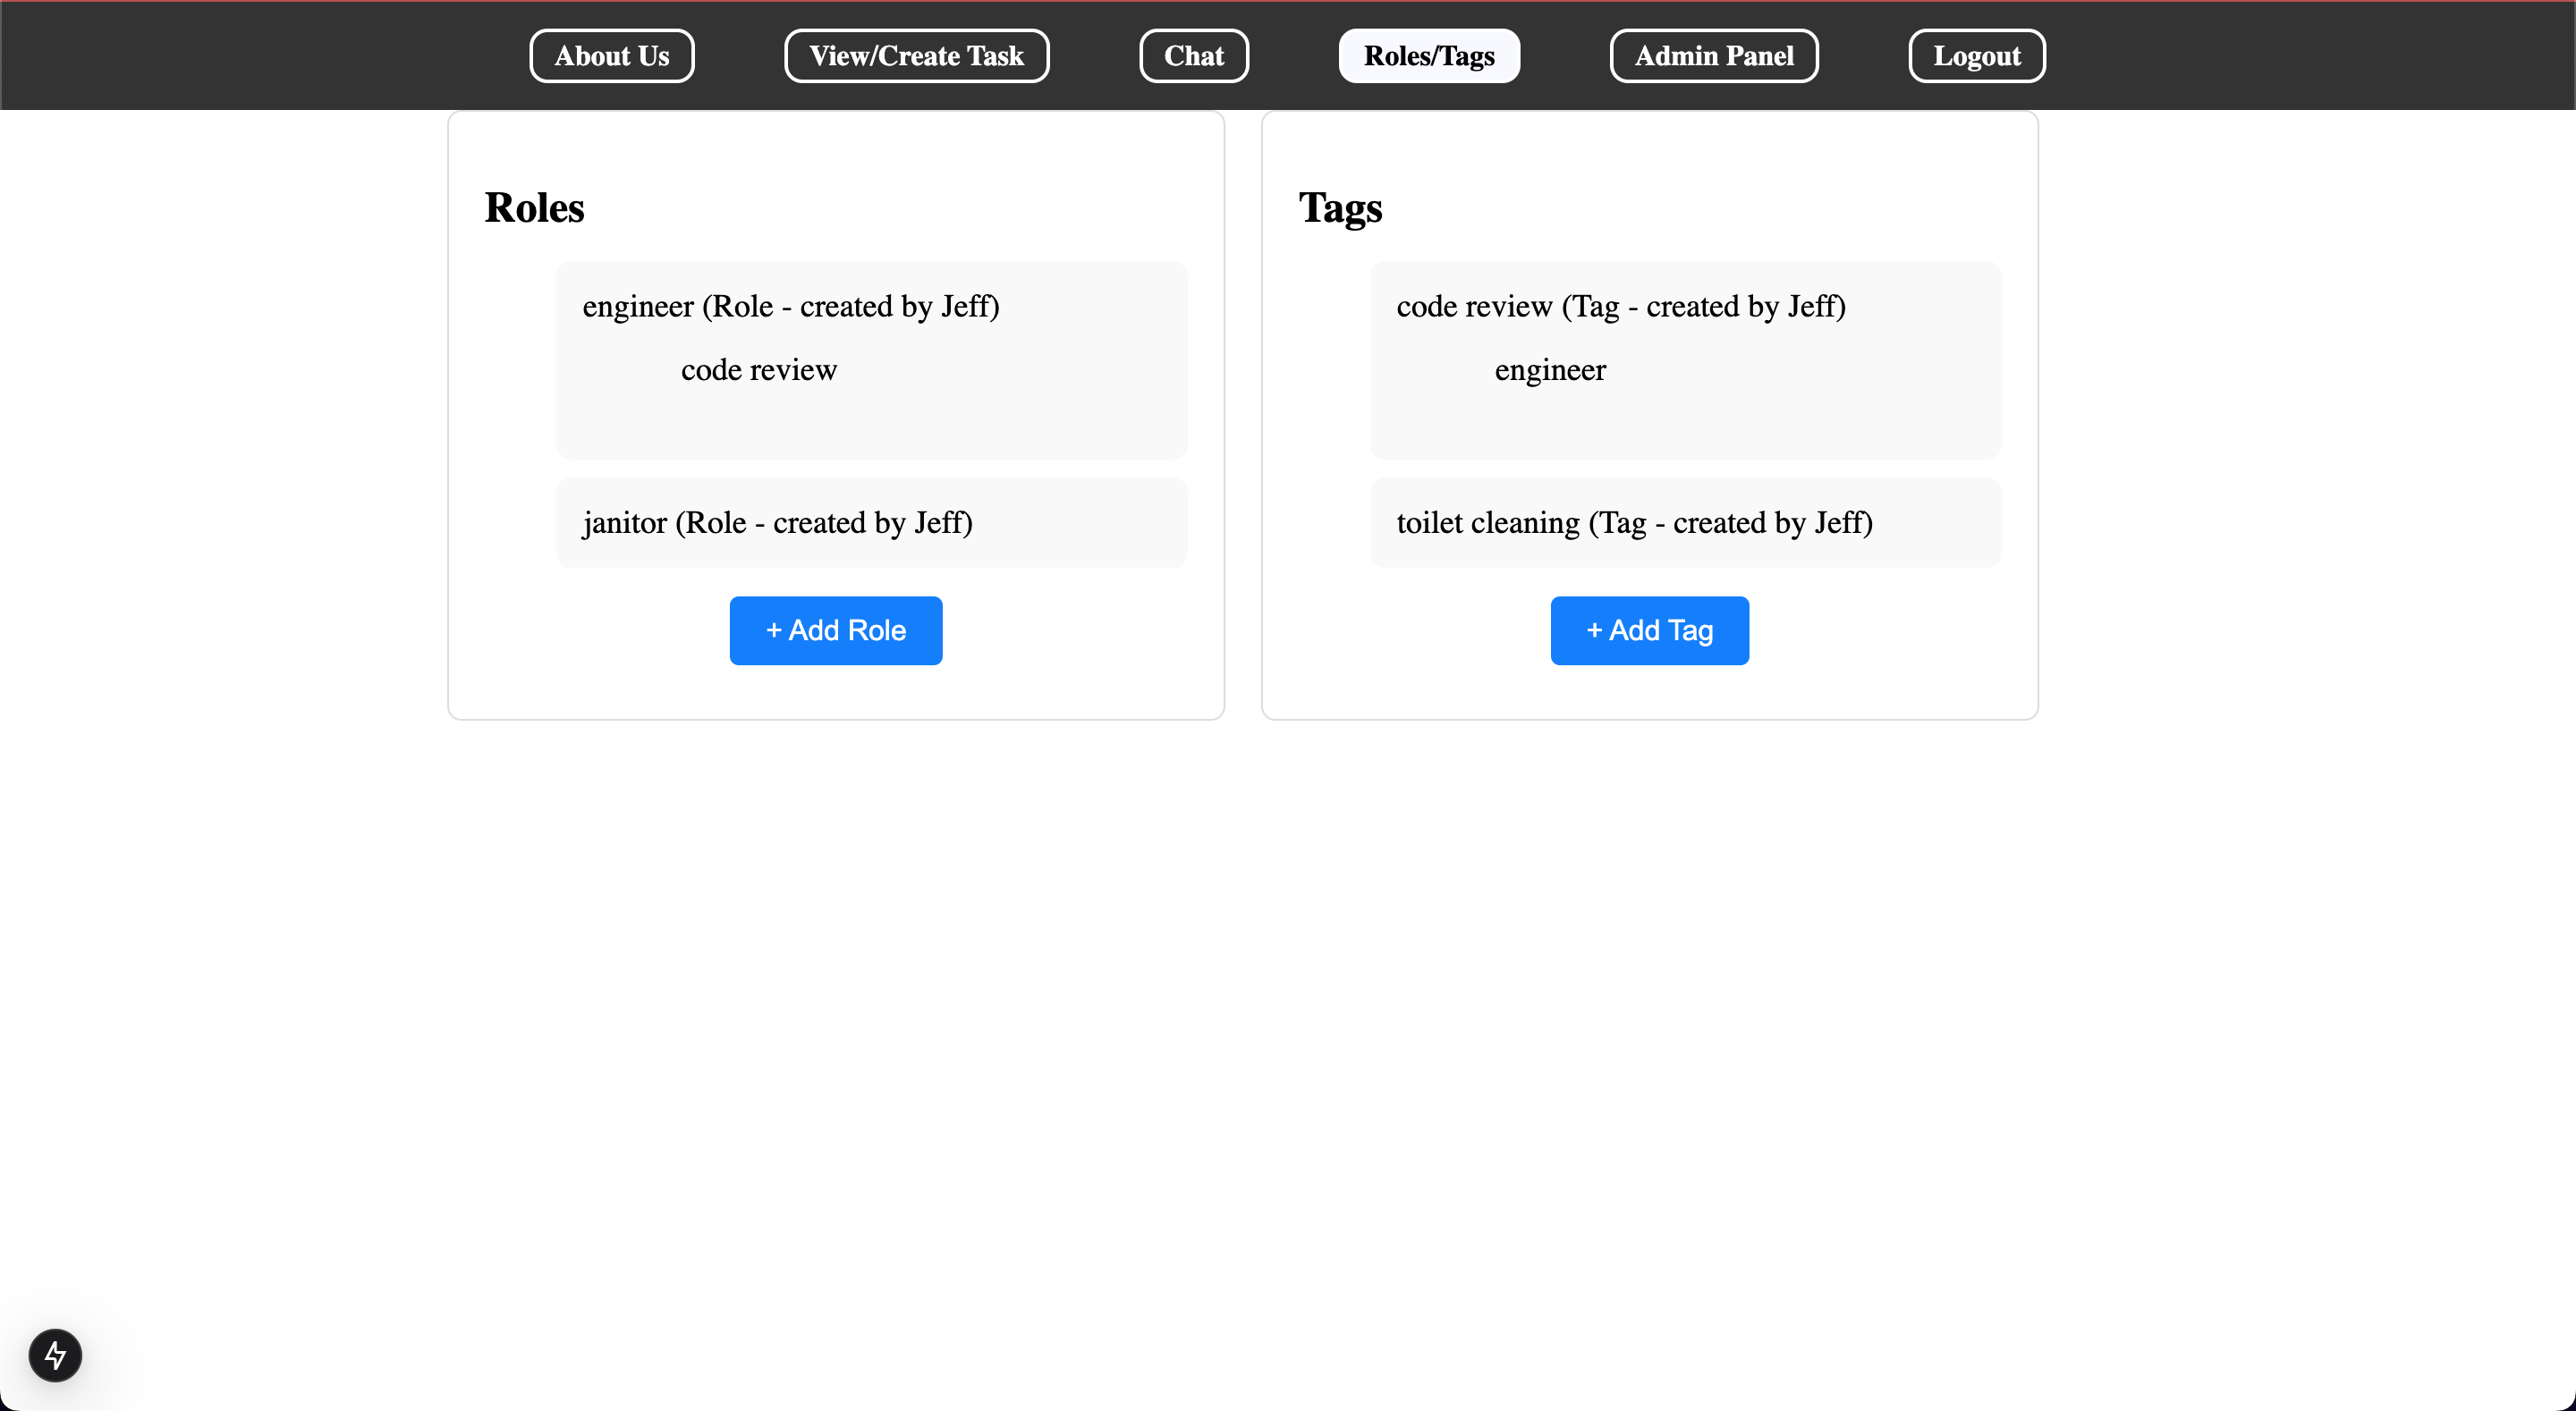 About Us
View/Create Task
Chat
Roles/Tags
Admin Panel
Logout
Roles
engineer (Role - created by Jeff)
code review
janitor (Role - created by Jeff)
+ Add Role
Tags
code review (Tag - created by Jeff)
engineer
toilet cleaning (Tag - created by Jeff)
+ Add Tag